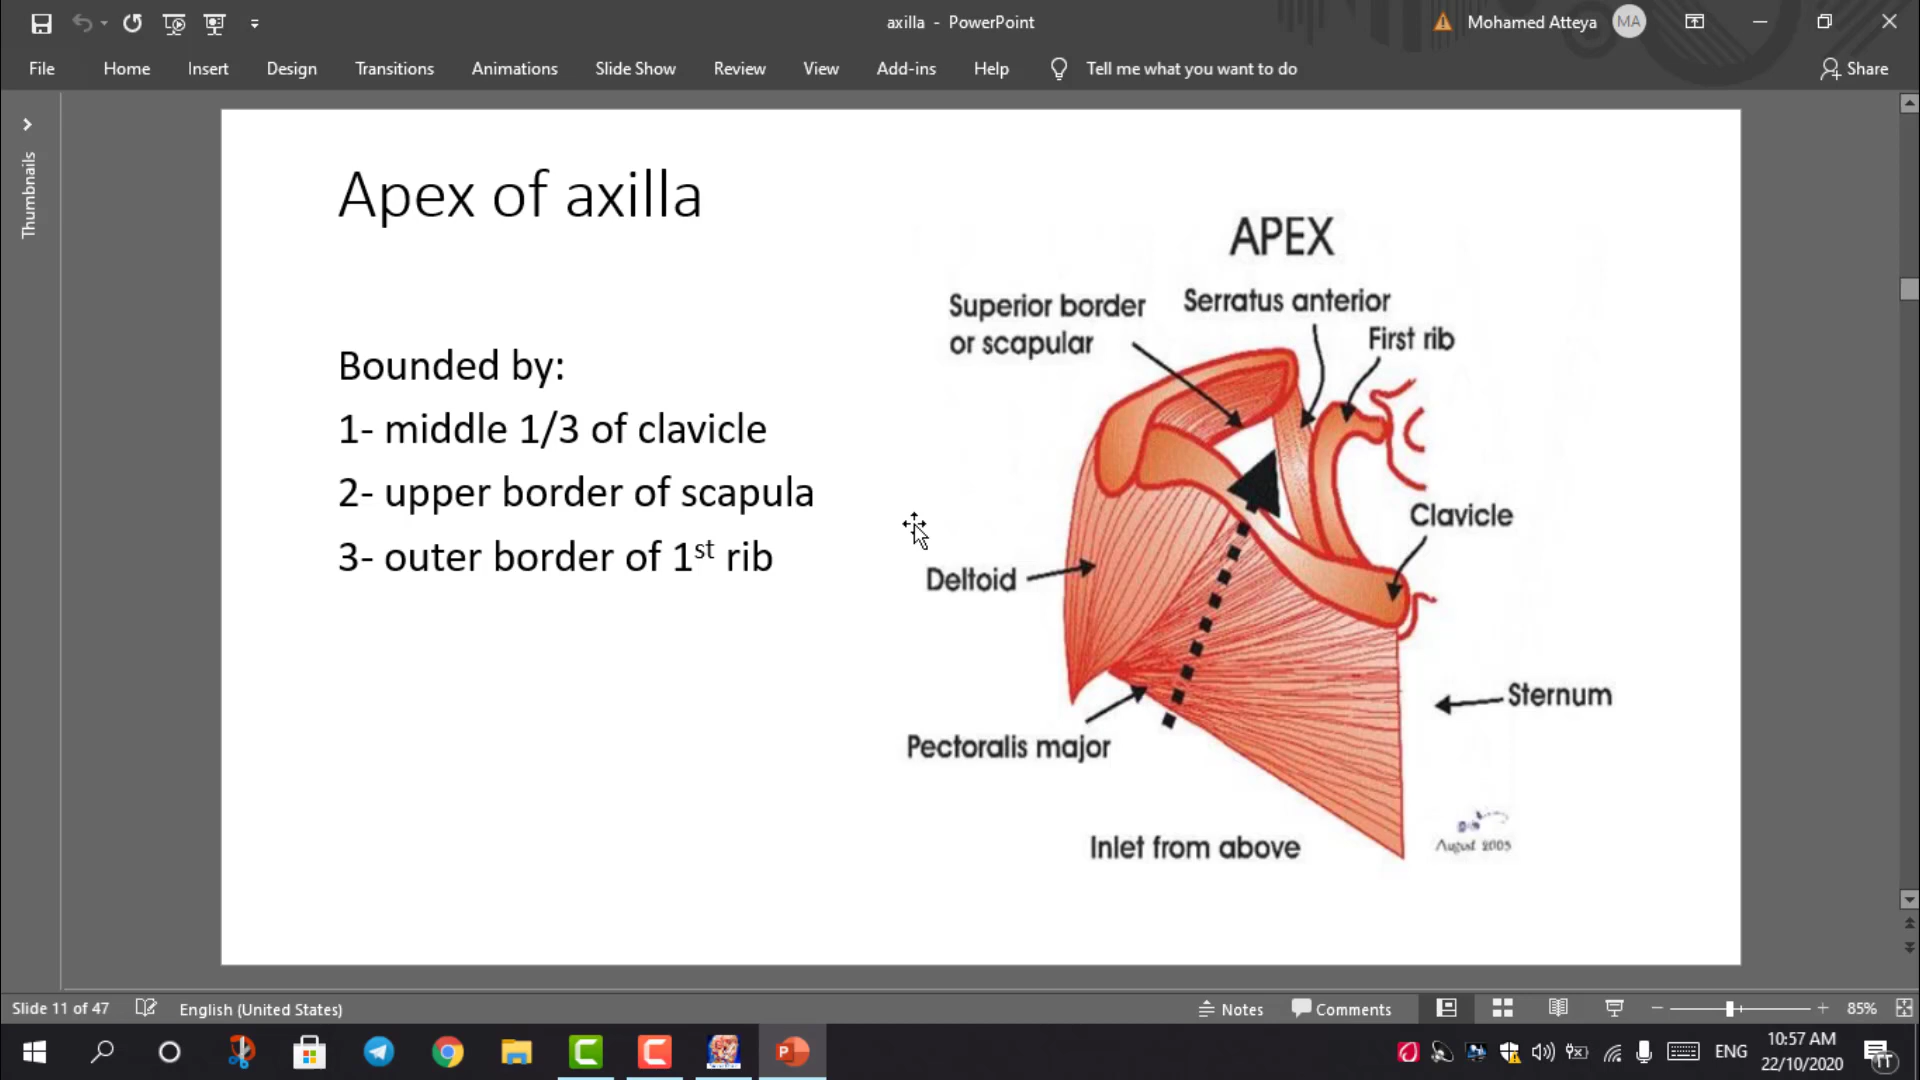 axilla - PowerPoint
Mohamed Atteya
MA
File
Home
Insert
Design
Transitions
Animations
Slide Show
Review
View
Add-ins
Help
Tell me what you want to do
Share
Thumbnails
Apex of axilla
Bounded by:
1- middle 1/3 of clavicle
2- upper border of scapula
3- outer border of 1st rib
APEX
Superior border
or scapular
Serratus anterior
First rib
Clavicle
Deltoid
Sternum
Pectoralis major
Inlet from above
August 2005
Slide 11 of 47
English (United States)
Notes
Comments
85%
ENG
10:57 AM
22/10/2020